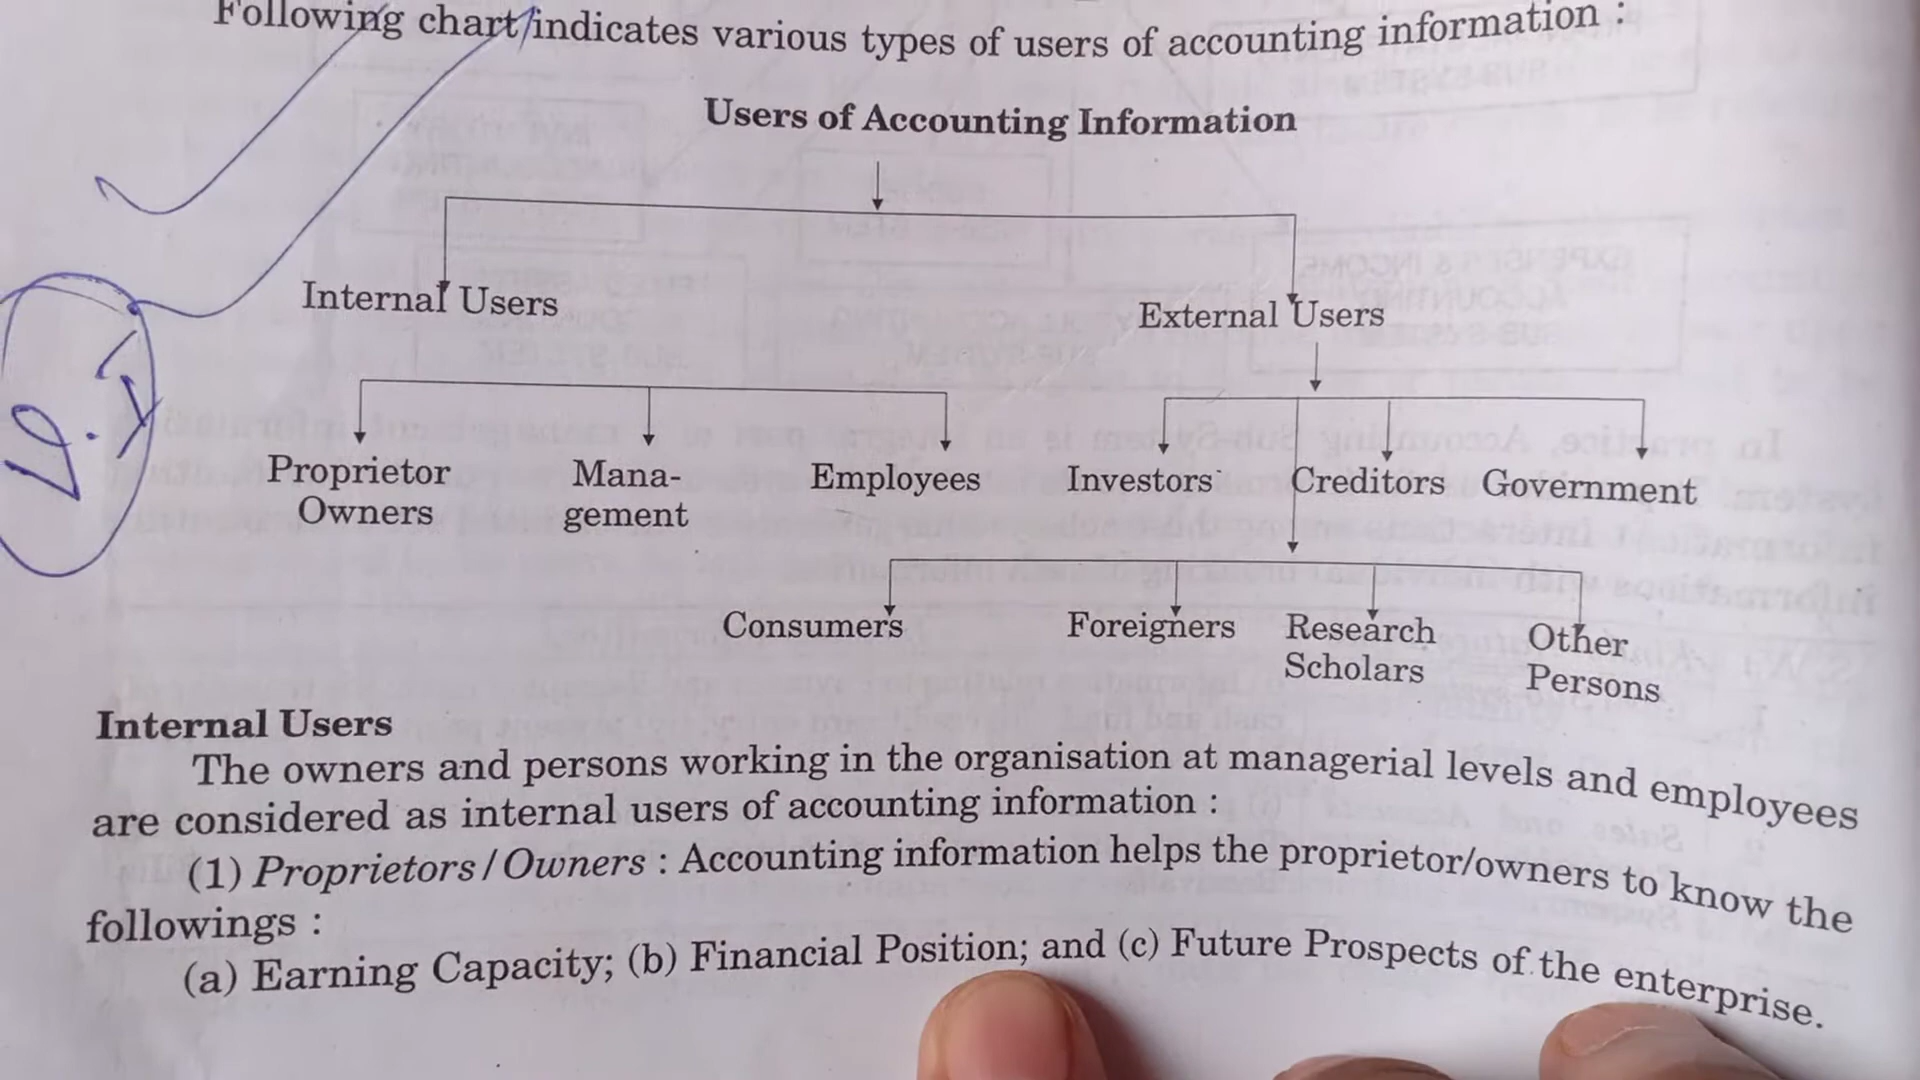 Following chart indicates various types of users of accounting information :
Users of Accounting Information
Internal Users
External Users
Proprietor Owners
Mana-gement
Employees
Investors
Creditors
Government
Consumers
Foreigners
Research Scholars
Other Persons
Internal Users
The owners and persons working in the organisation at managerial levels and employees
are considered as internal users of accounting information :
(1) Proprietors/Owners : Accounting information helps the proprietor/owners to know the
followings :
(a) Earning Capacity; (b) Financial Position; and (c) Future Prospects of the enterprise.